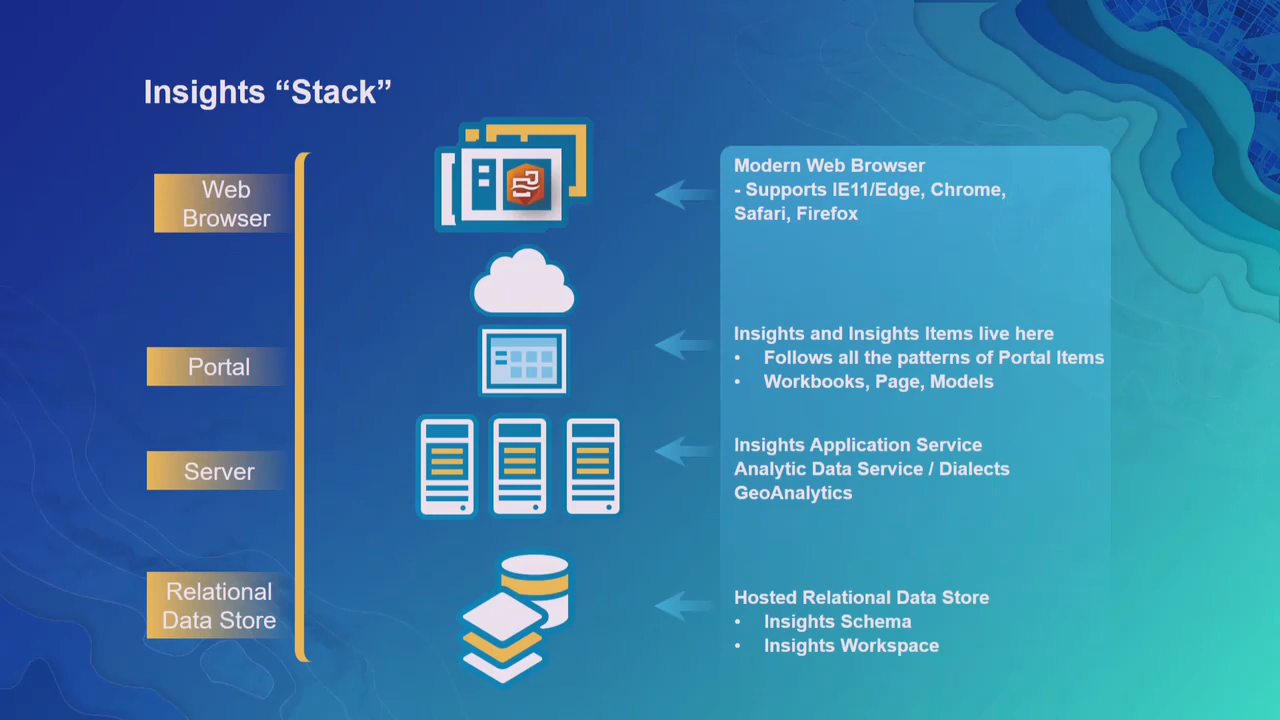 Insights “Stack”
Web
Browser
Modern Web Browser
- Supports IE11/Edge, Chrome,
Safari, Firefox
Portal
Insights and Insights Items live here
• Follows all the patterns of Portal Items
• Workbooks, Page, Models
Server
Insights Application Service
Analytic Data Service / Dialects
GeoAnalytics
Relational
Data Store
Hosted Relational Data Store
• Insights Schema
• Insights Workspace